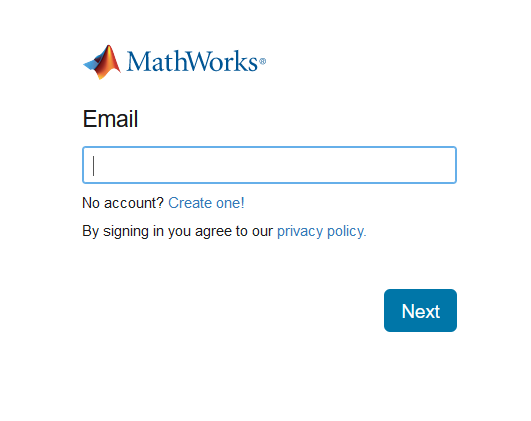 MathWorks®
Email
No account? Create one!
By signing in you agree to our privacy policy.
Next